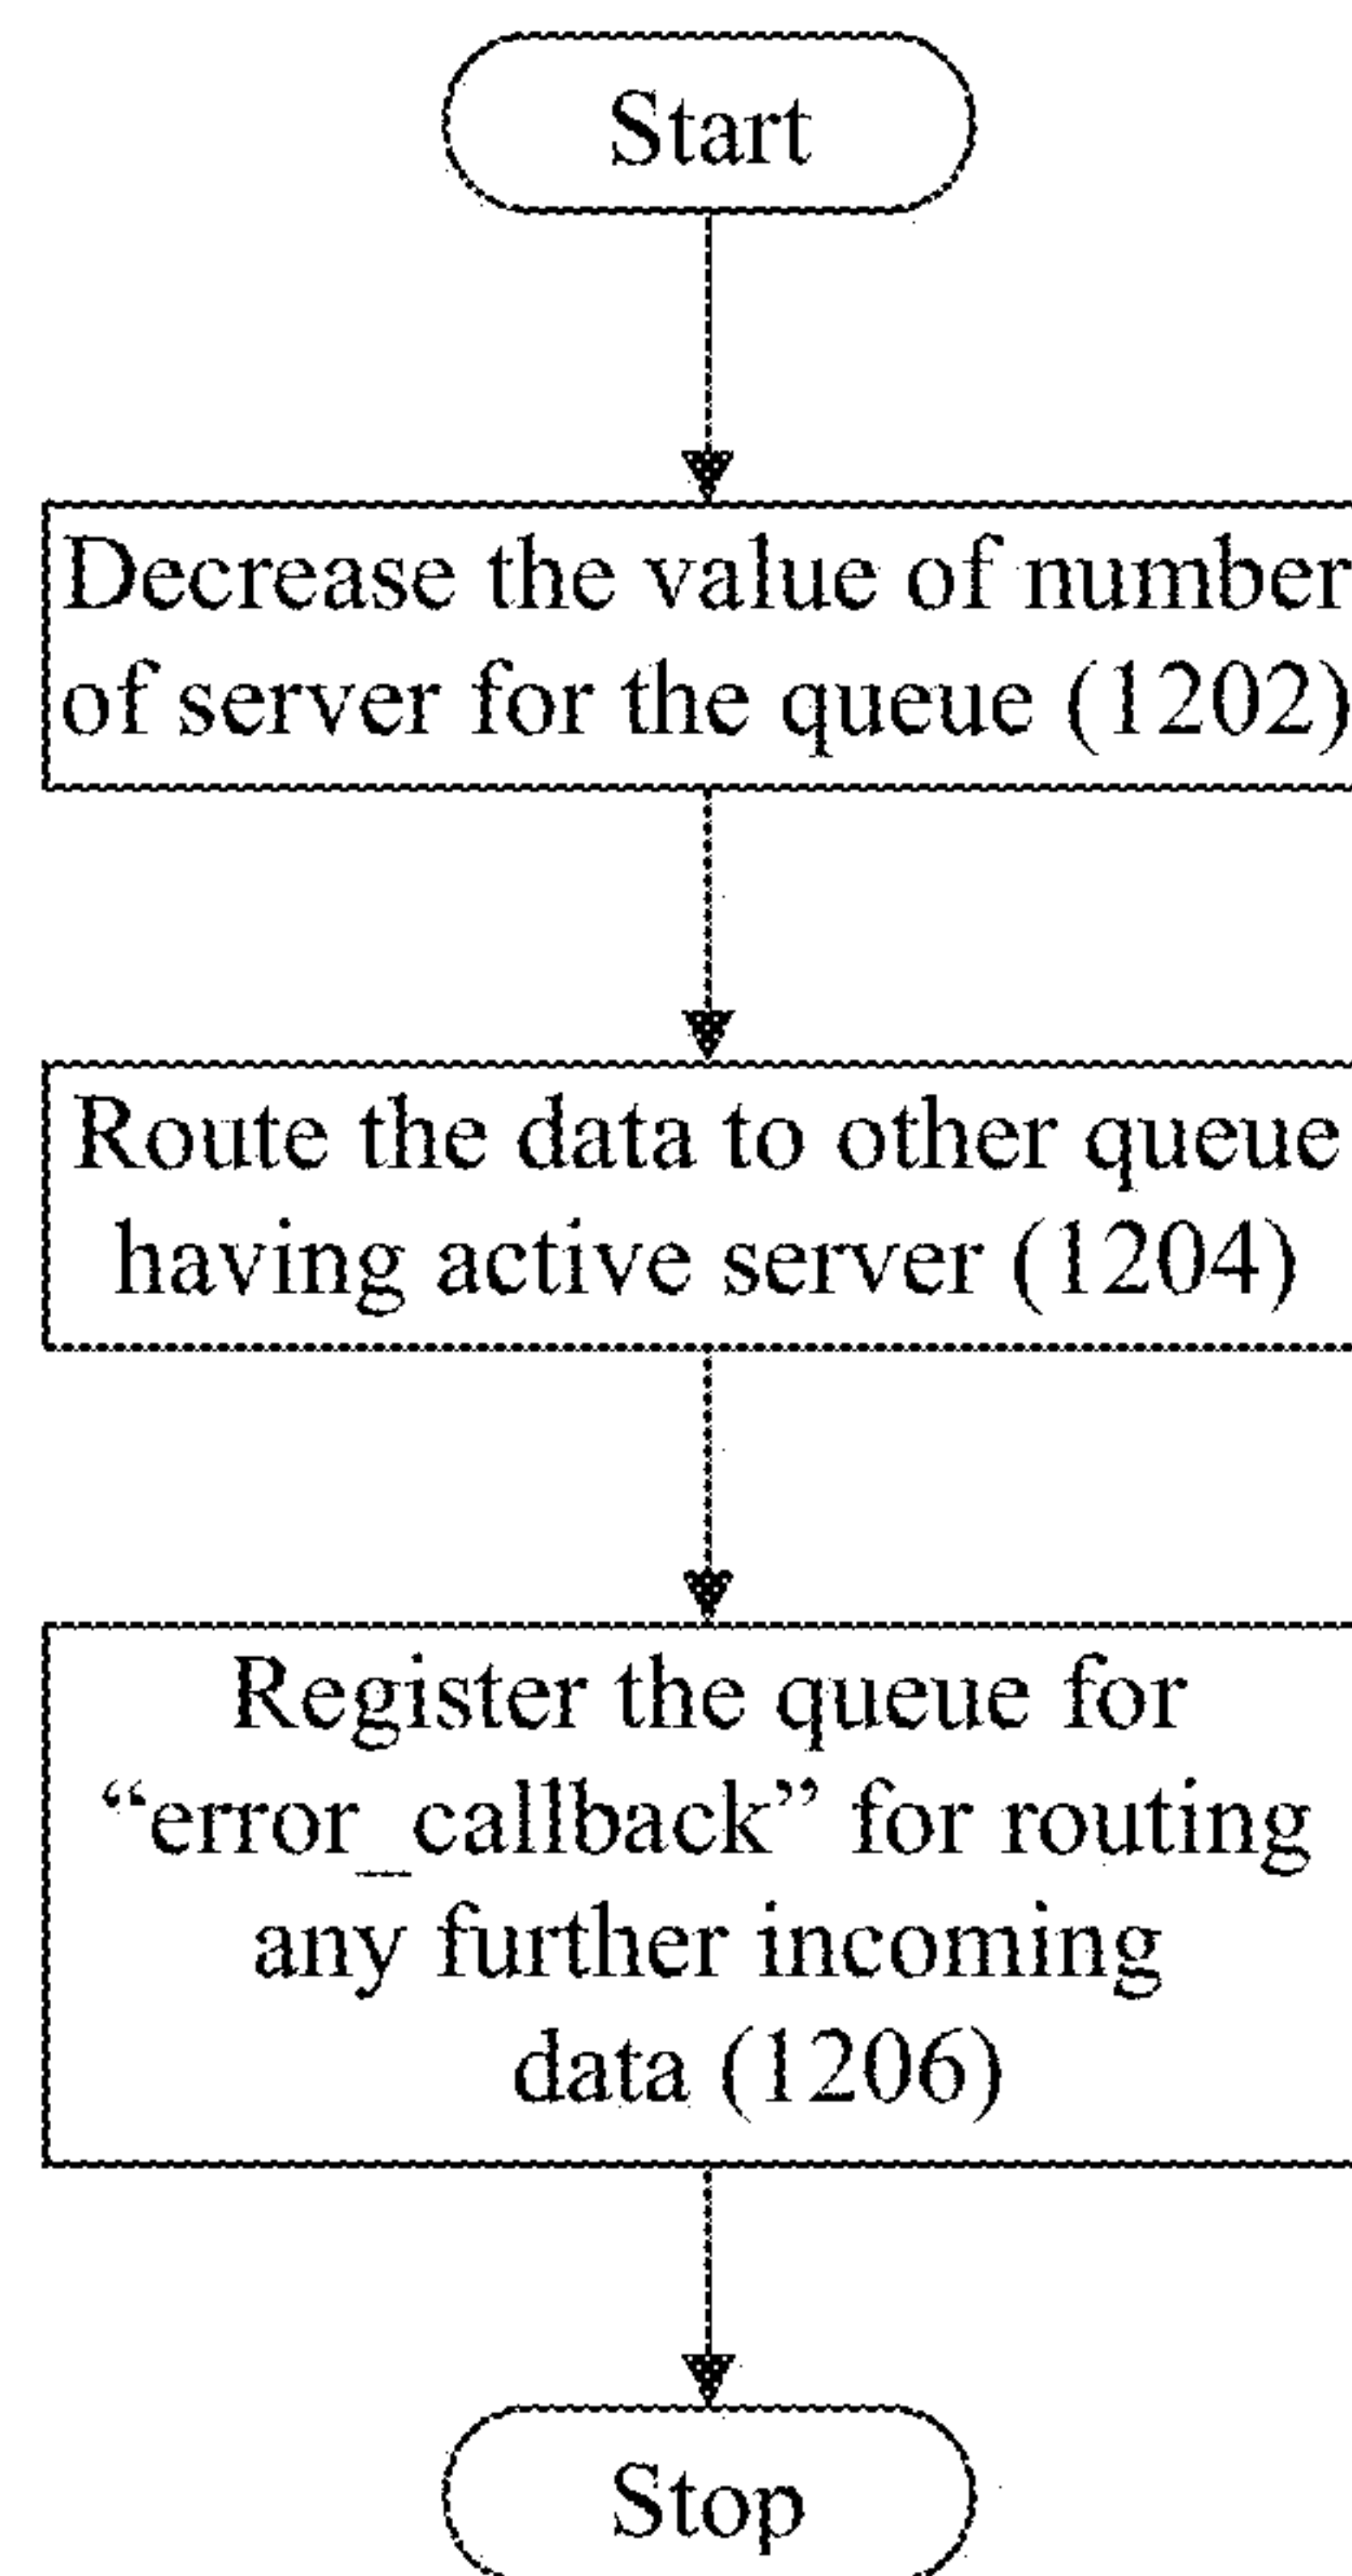 Start
Decrease the value of number
of server for the queue (1202)
Route the data to other queue
having active server (1204)
Register the queue for
“error_callback” for routing
any further incoming
data (1206)
Stop